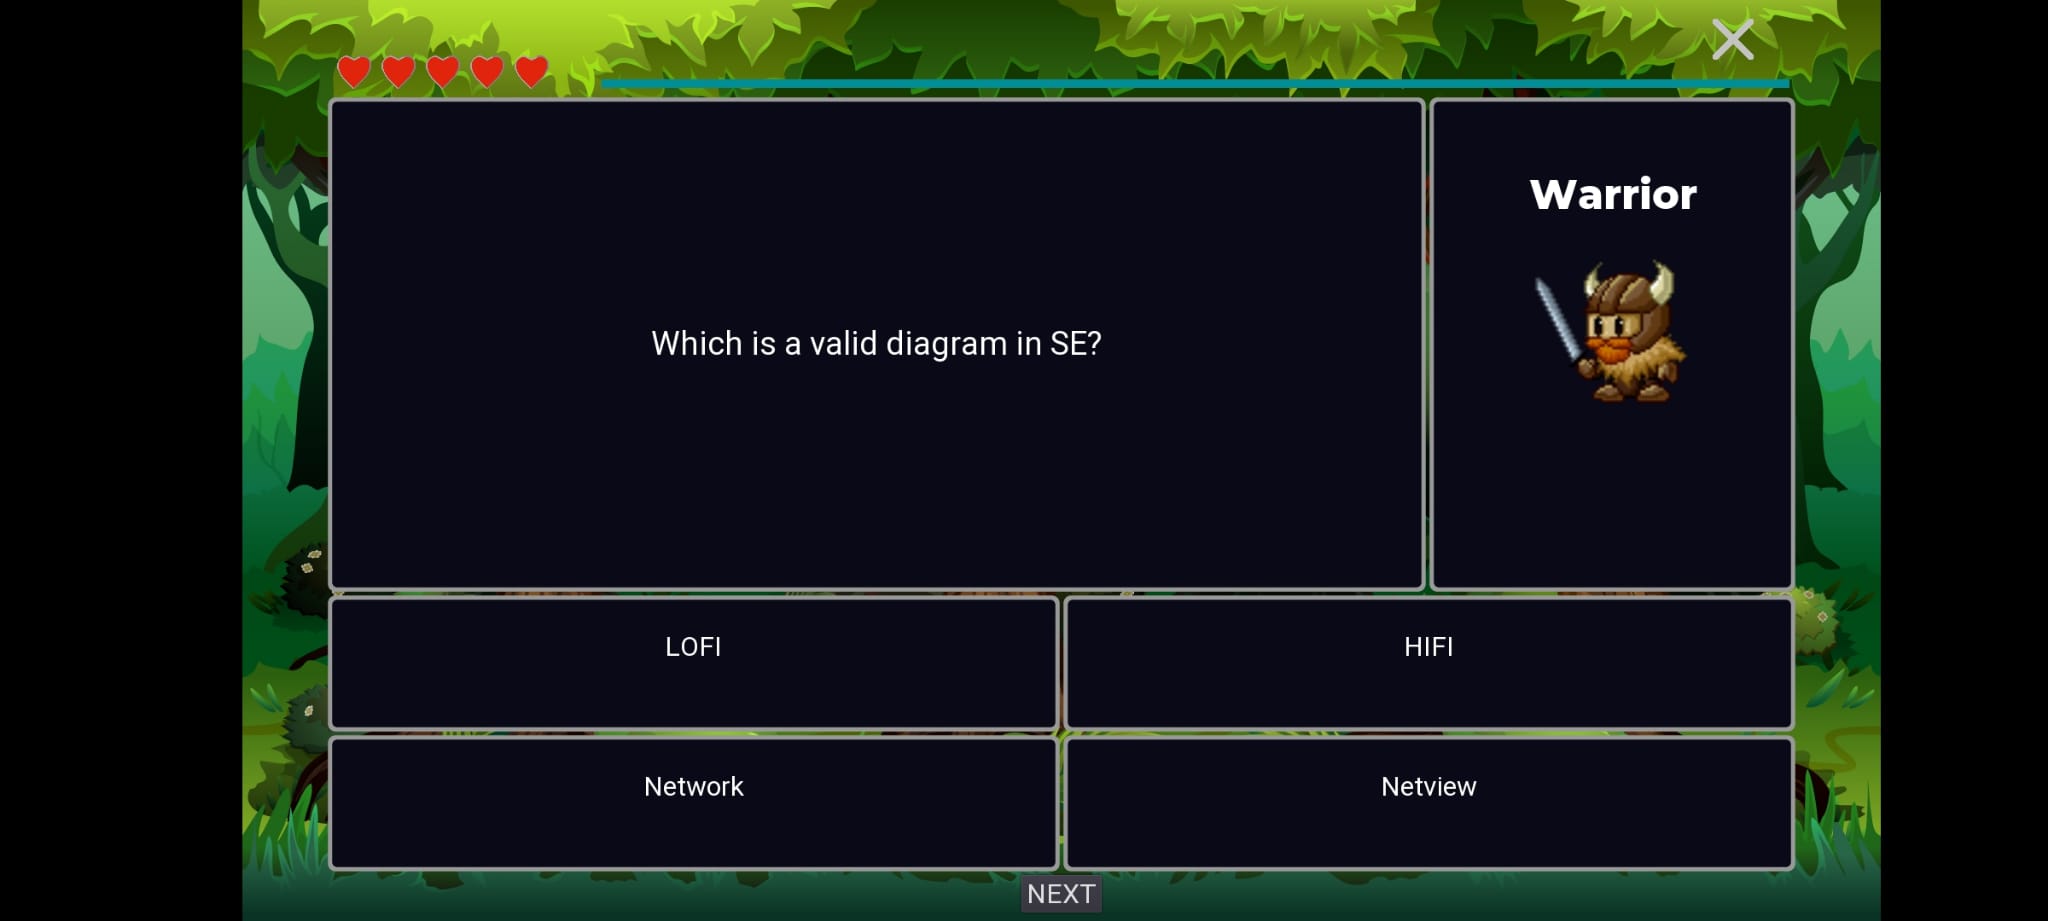 Warrior
Which is a valid diagram in SE?
LOFI
HIFI
Network
Netview
NEXT